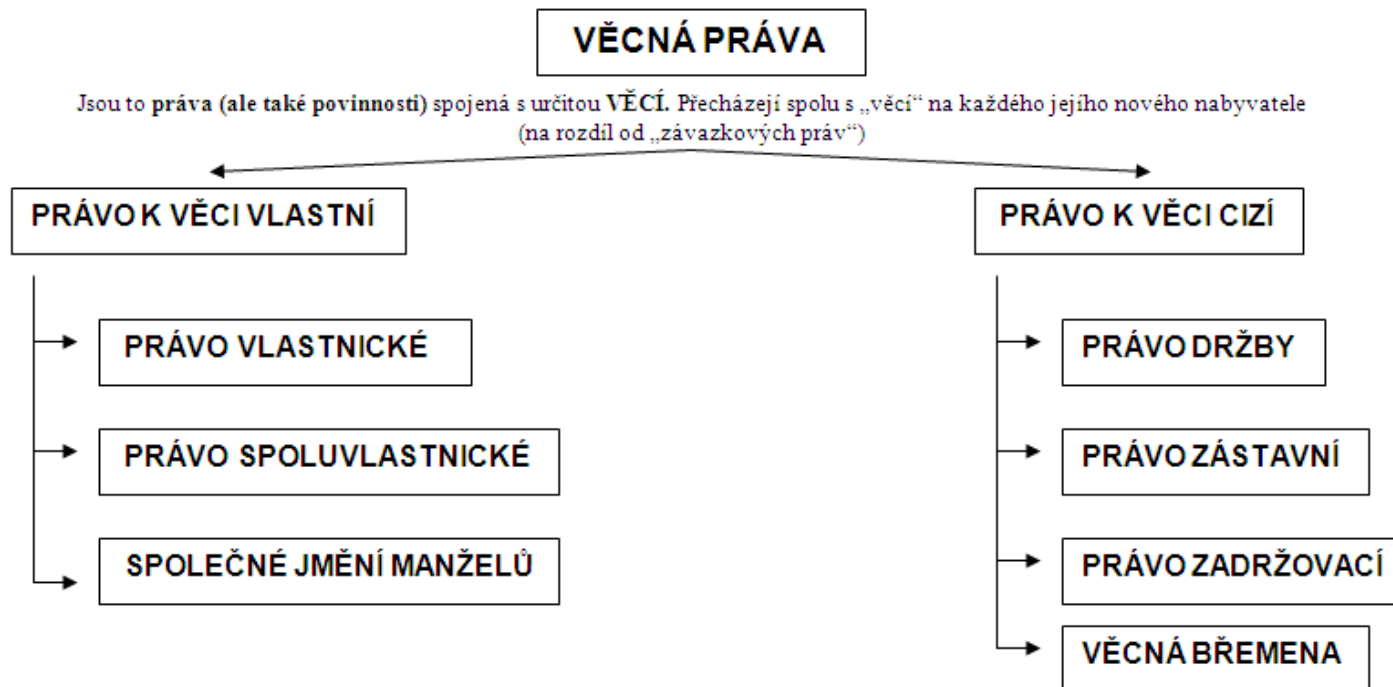 VĚCNÁ PRÁVA
Jsou to práva (ale také povinnosti) spojená s určitou VĚCÍ. Přecházejí spolu s „věcí“ na každého jejího nového nabyvatele
(na rozdíl od „závazkových práv“)
PRÁVO K VĚCI VLASTNÍ
PRÁVO VLASTNICKÉ
PRÁVO SPOLUVLASTNICKÉ
SPOLEČNÉ JMĚNÍ MANŽELŮ
PRÁVO K VĚCI CIZÍ
PRÁVO DRŽBY
PRÁVO ZÁSTAVNÍ
PRÁVO ZADRŽOVACÍ
VĚCNÁ BŘEMENA